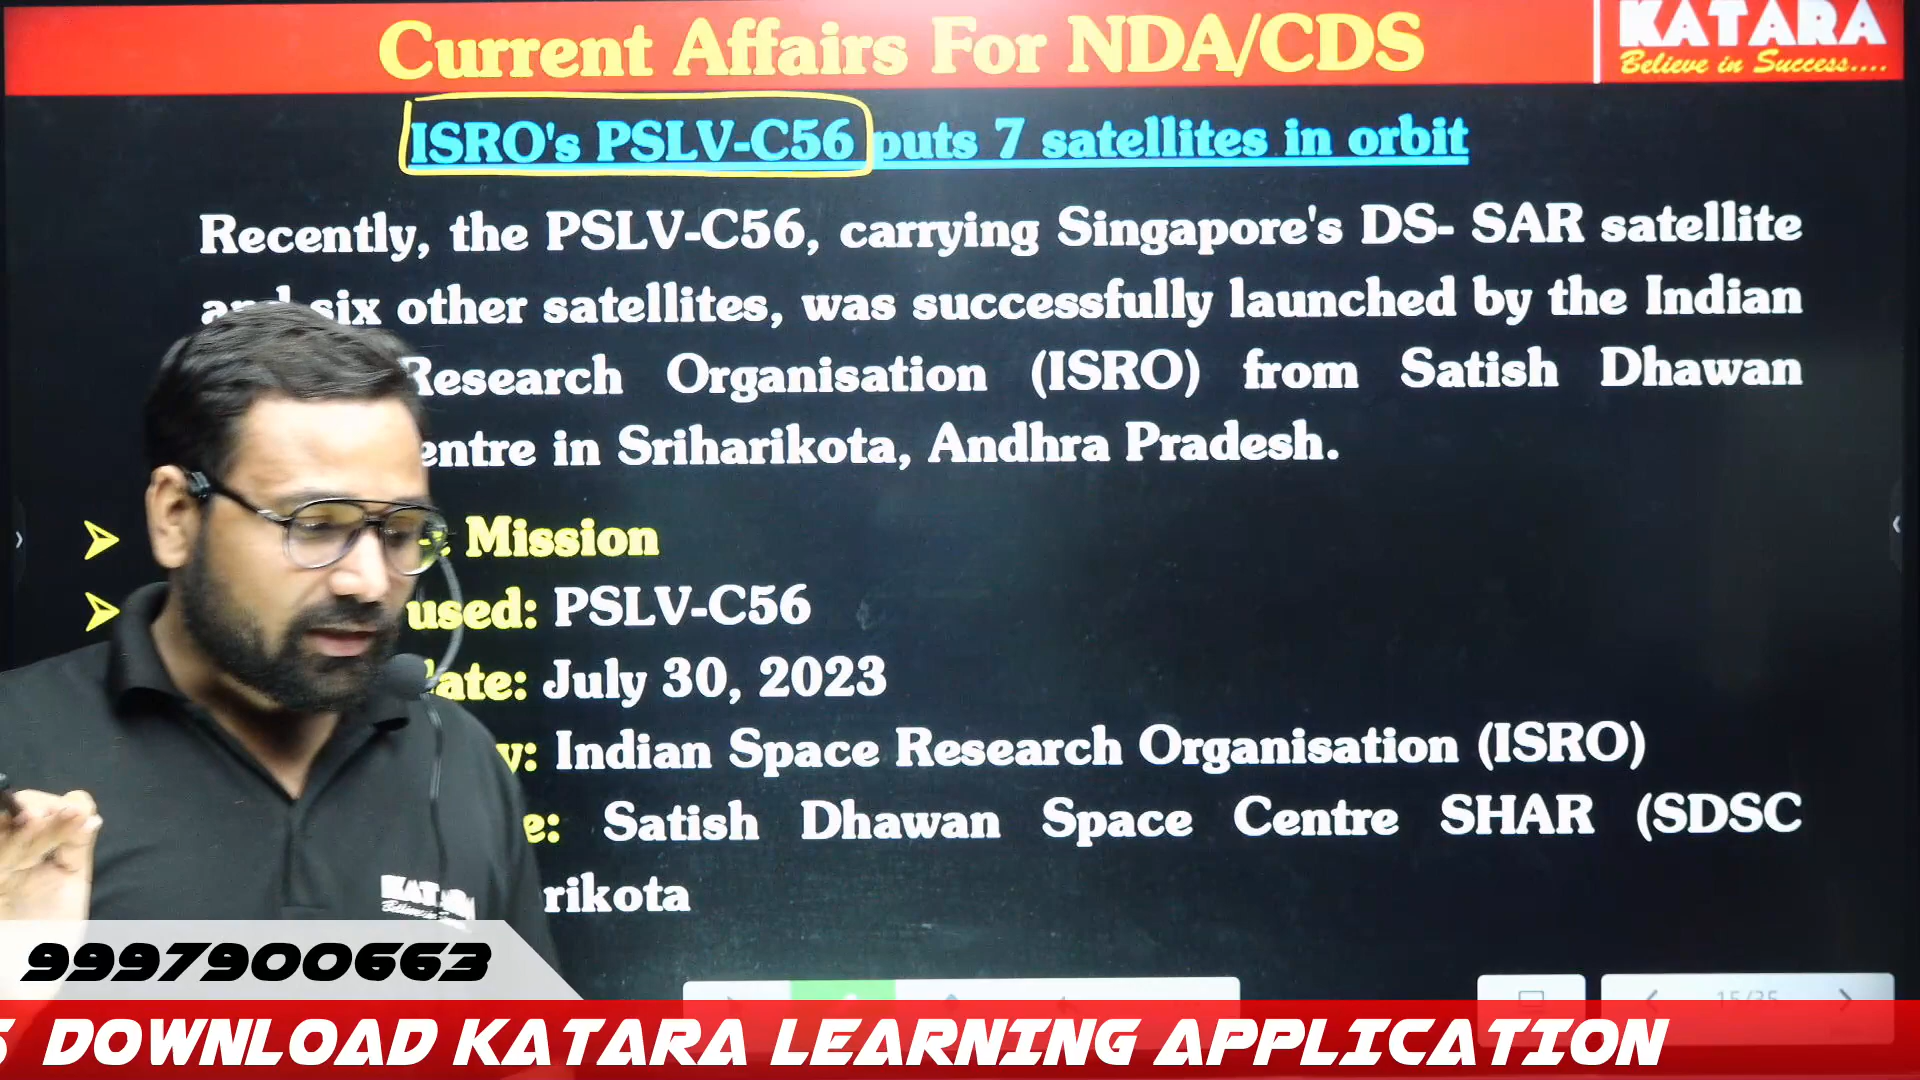 Current Affairs For NDA/CDS
KATARA
Believe in Success....
ISRO's PSLV-C56 puts 7 satellites in orbit
Recently, the PSLV-C56, carrying Singapore's DS- SAR satellite
six other satellites, was successfully launched by the Indian
Research Organisation (ISRO) from Satish Dhawan
entre in Sriharikota, Andhra Pradesh.
Mission
used: PSLV-C56
ate: July 30, 2023
y: Indian Space Research Organisation (ISRO)
e: Satish Dhawan Space Centre SHAR (SDSC
rikota
KATARA
9997900663
15/35
DOWNLOAD KATARA LEARNING APPLICATION